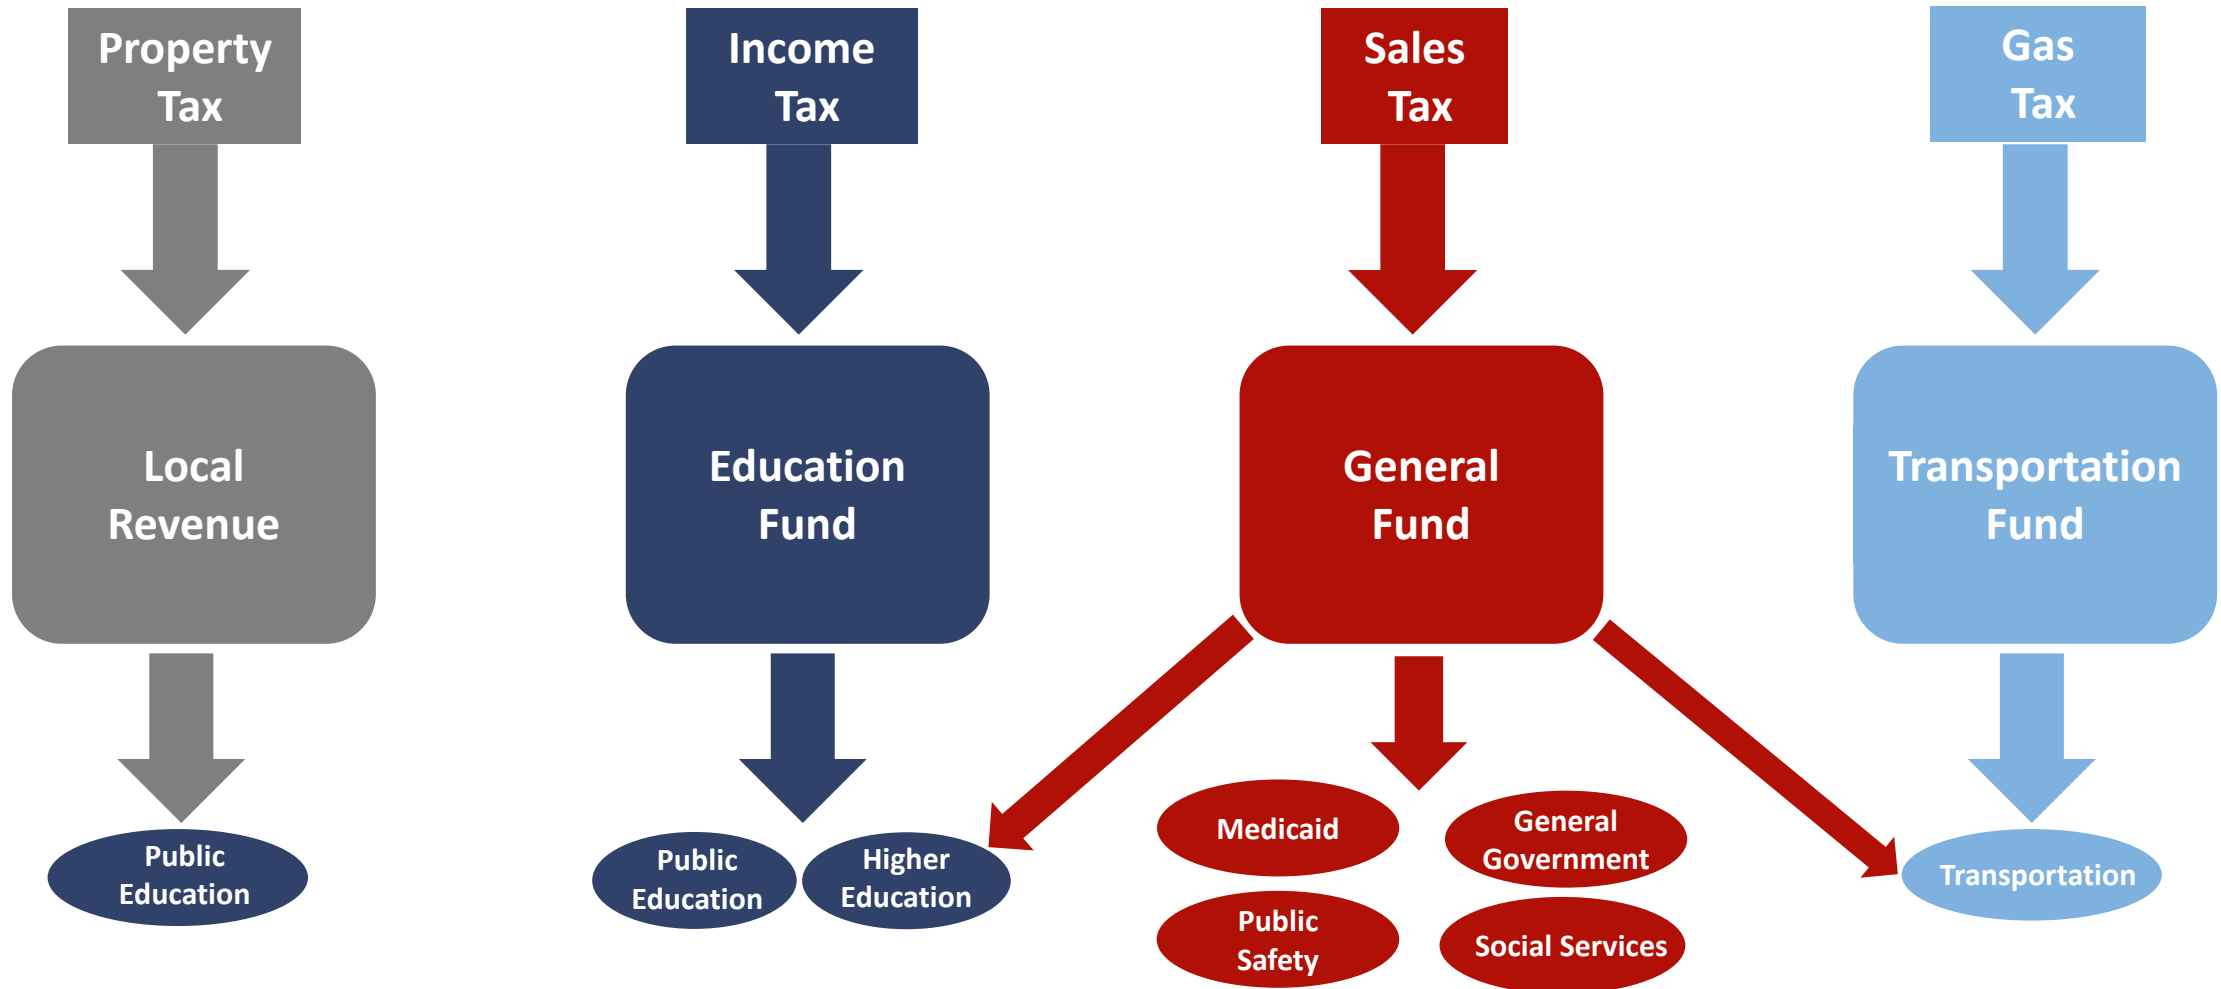 Property
Tax
Income
Tax
Sales
Tax
Gas
Tax
Local
Revenue
Education
Fund
General
Fund
Transportation
Fund
Public
Education
Public
Education
Higher
Education
Medicaid
General
Government
Public
Safety
Social Services
Transportation